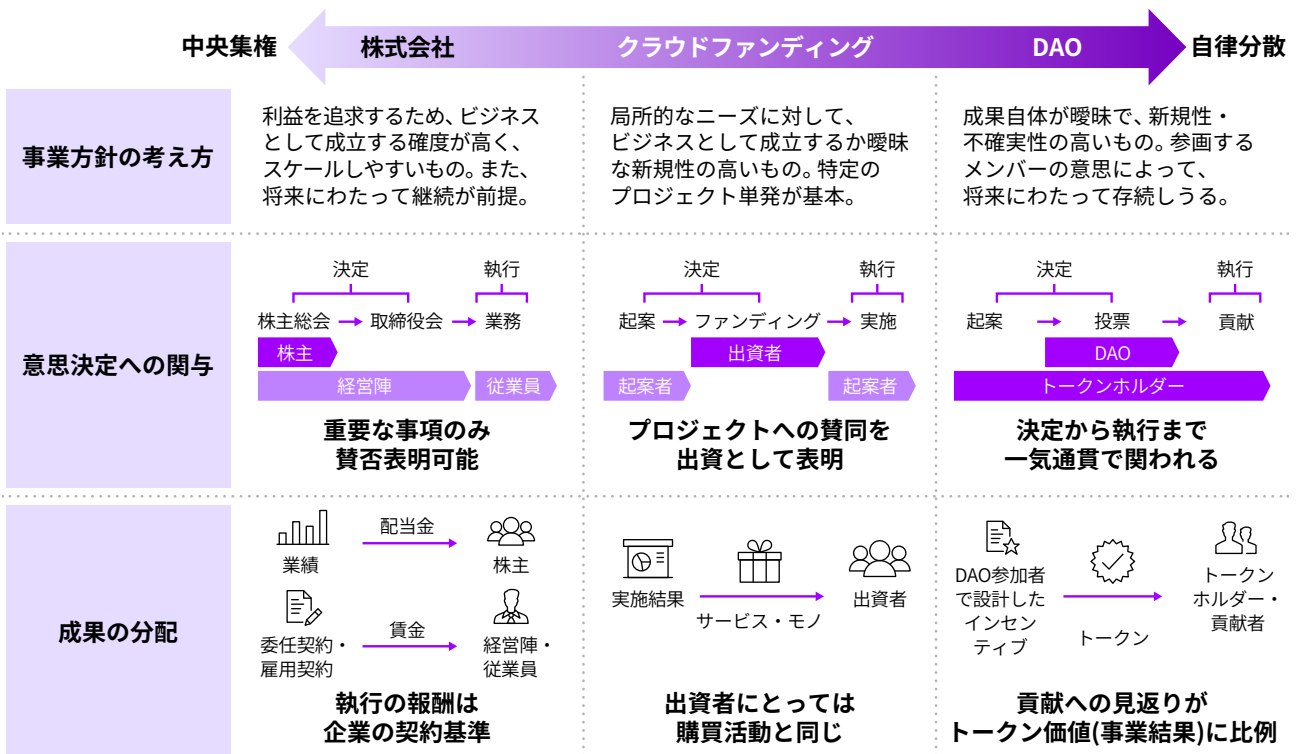 中央集権
株式会社
クラウドファンディング
DAO
自律分散
事業方針の考え方
利益を追求するため、ビジネス
として成立する確度が高く、
スケールしやすいもの。また、
将来にわたって継続が前提。
局所的なニーズに対して、
ビジネスとして成立するか曖昧
な新規性の高いもの。特定の
プロジェクト単発が基本。
成果自体が曖昧で、新規性・
不確実性の高いもの。参画する
メンバーの意思によって、
将来にわたって存続しうる。
意思決定への関与
決定
執行
株主総会
取締役会
業務
株主
経営陣
従業員
重要な事項のみ
賛否表明可能
決定
執行
起案
ファンディング
実施
出資者
起案者
起案者
プロジェクトへの賛同を
出資として表明
決定
執行
起案
投票
貢献
DAO
トークンホルダー
決定から執行まで
一気通貫で関われる
成果の分配
業績
配当金
株主
委任契約・
雇用契約
賃金
経営陣・
従業員
執行の報酬は
企業の契約基準
実施結果
サービス・モノ
出資者
出資者にとっては
購買活動と同じ
DAO参加者
で設計した
インセン
ティブ
トークン
トークン
ホルダー・
貢献者
貢献への見返りが
トークン価値(事業結果)に比例